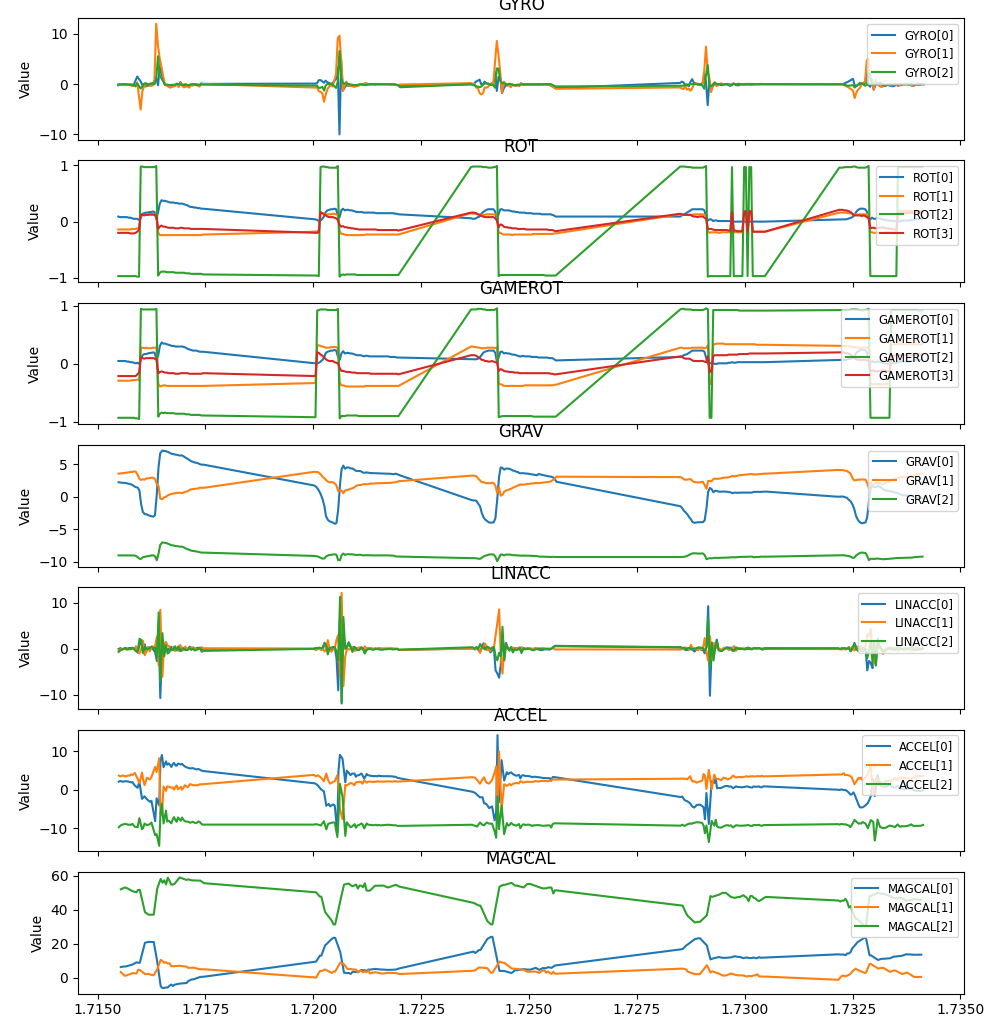 GYRO
10
0
−10
Value
GYRO[0]
GYRO[1]
GYRO[2]
ROT
1
0
−1
Value
ROT[0]
ROT[1]
ROT[2]
ROT[3]
GAMEROT
1
0
−1
Value
GAMEROT[0]
GAMEROT[1]
GAMEROT[2]
GAMEROT[3]
GRAV
5
0
−5
−10
Value
GRAV[0]
GRAV[1]
GRAV[2]
LINACC
10
0
−10
Value
LINACC[0]
LINACC[1]
LINACC[2]
ACCEL
10
0
−10
Value
ACCEL[0]
ACCEL[1]
ACCEL[2]
MAGCAL
60
40
20
0
Value
MAGCAL[0]
MAGCAL[1]
MAGCAL[2]
1.7150 1.7175 1.7200 1.7225 1.7250 1.7275 1.7300 1.7325 1.7350